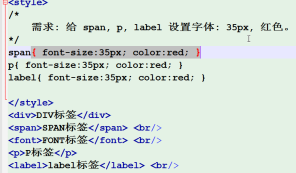 <style>
/*
需求: 给 span, p, label 设置字体: 35px, 红色。
*/
span{ font-size:35px; color:red; }
p{ font-size:35px; color:red; }
label{ font-size:35px; color:red; }
</style>
<div>DIV标签</div>
<span>SPAN标签</span> <br/>
<font>FONT标签</font> <br/>
<p>P标签</p>
<label>label标签</label> <br/>